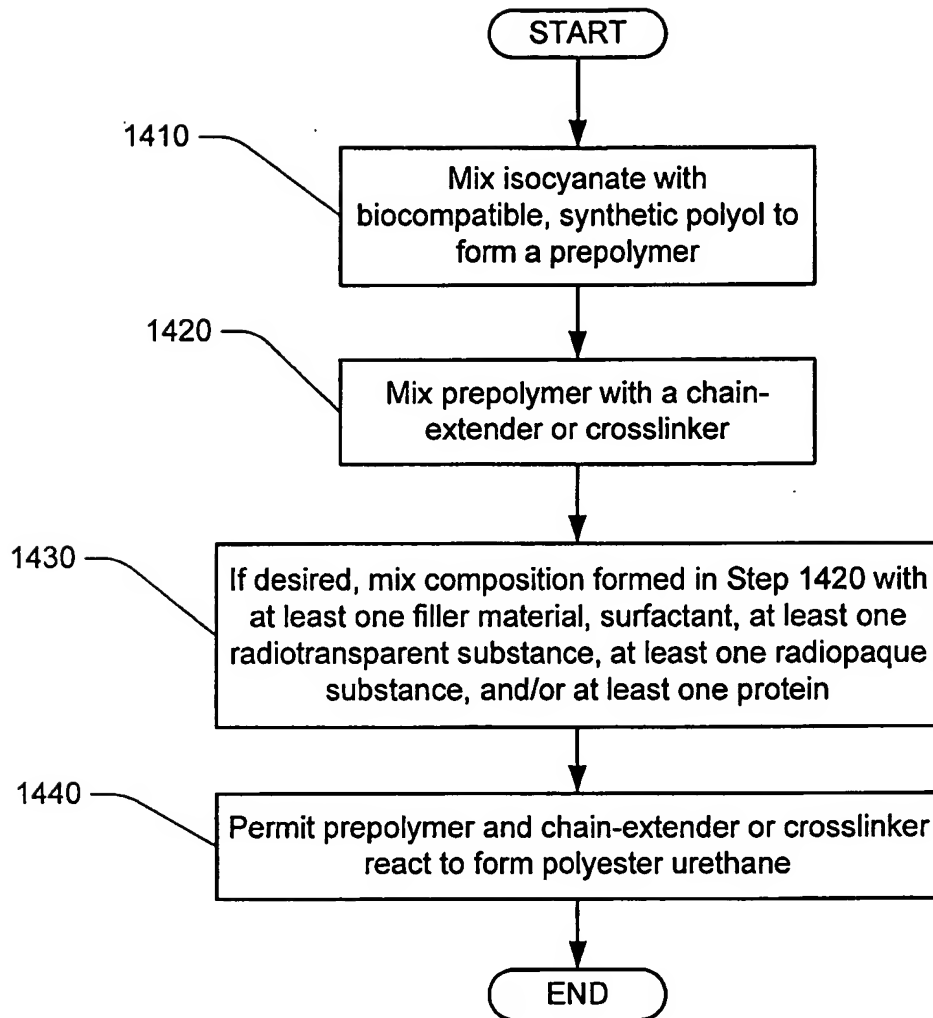 START
1410
Mix isocyanate with
biocompatible, synthetic polyol to
form a prepolymer
1420
Mix prepolymer with a chain-
extender or crosslinker
1430
If desired, mix composition formed in Step 1420 with
at least one filler material, surfactant, at least one
radiotransparent substance, at least one radiopaque
substance, and/or at least one protein
1440
Permit prepolymer and chain-extender or crosslinker
react to form polyester urethane
END